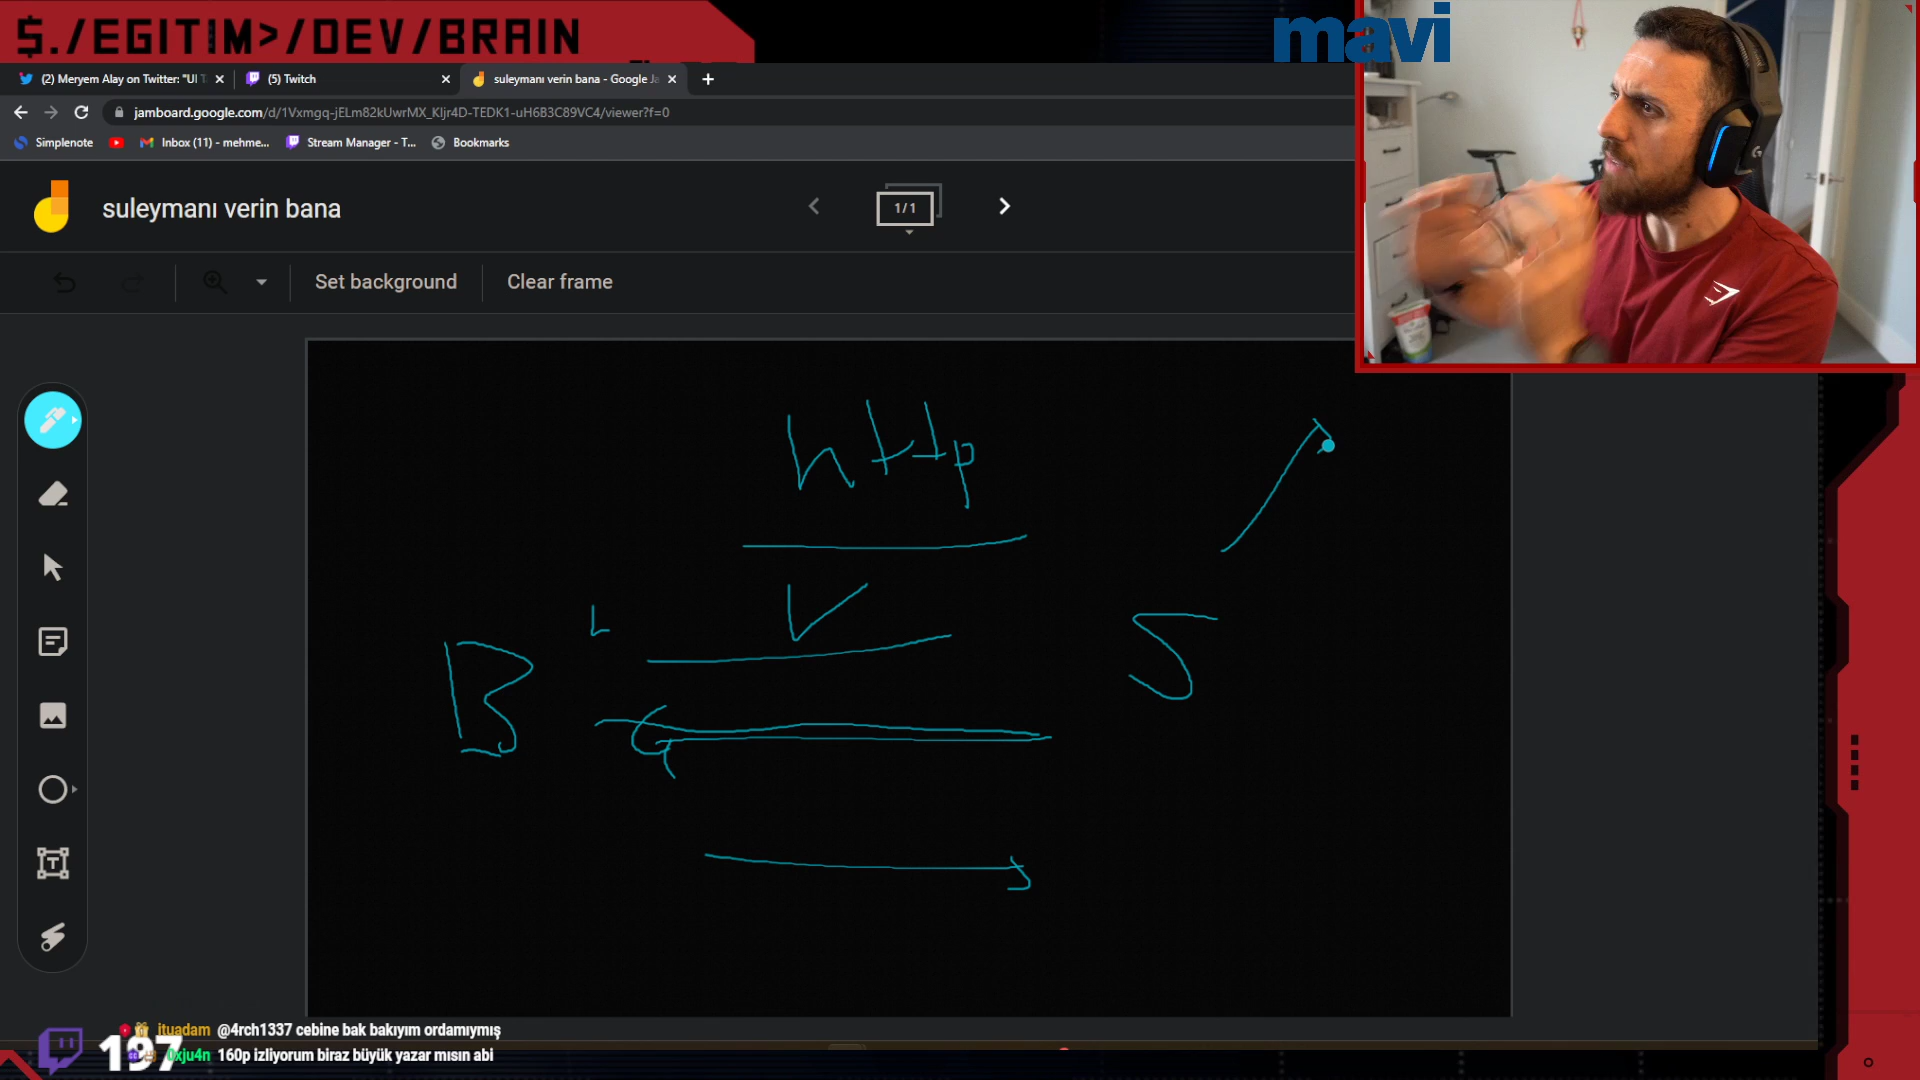 $./EGITIM>/DEV/BRAIN
mavi
(2) Meryem Alay on Twitter: "UI T
(5) Twitch
suleymanı verin bana - Google Ja
jamboard.google.com/d/1Vxmgq-jELm82kUwrMX_KIjr4D-TEDK1-uH6B3C89VC4/viewer?f=0
Simplenote
Inbox (11) - mehme...
Stream Manager - T...
Bookmarks
suleymanı verin bana
1/1
Set background
Clear frame
http
B
S
ituadam @4rch1337 cebine bak bakıyım ordamıymış
197
0xju4n 160p izliyorum biraz büyük yazar mısın abi